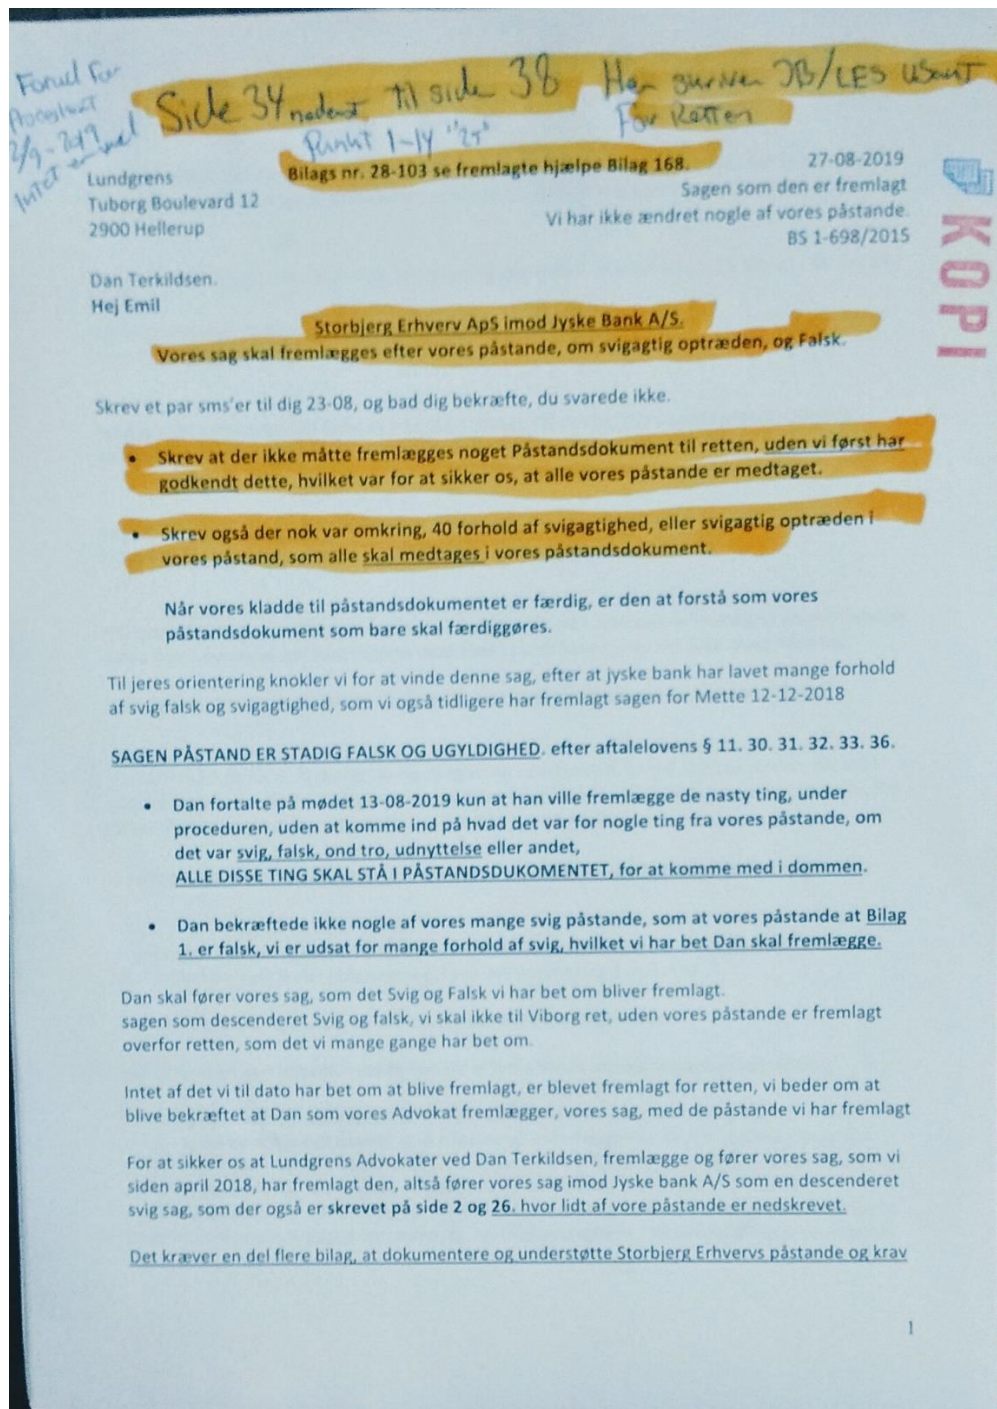 Forud for
Processkrift
2/9-2019
Intet
Side 34 nederst til side 38 Her skriver JB/LES usant
Punkt 1-14 "25" For Retten
Bilags nr. 28-103 se fremlagte hjælpe Bilag 168.
27-08-2019
Lundgrens
Sagen som den er fremlagt
Tuborg Boulevard 12
Vi har ikke ændret nogle af vores påstande.
2900 Hellerup
BS 1-698/2015
KOPI
Dan Terkildsen.
Hej Emil
Storbjerg Erhverv ApS imod Jyske Bank A/S.
Vores sag skal fremlægges efter vores påstande, om svigagtig optræden, og Falsk.
Skrev et par sms'er til dig 23-08, og bad dig bekræfte, du svarede ikke.
• Skrev at der ikke måtte fremlægges noget Påstandsdokument til retten, uden vi først har
godkendt dette, hvilket var for at sikker os, at alle vores påstande er medtaget.
• Skrev også der nok var omkring, 40 forhold af svigagtighed, eller svigagtig optræden i
vores påstand, som alle skal medtages i vores påstandsdokument.
Når vores kladde til påstandsdokumentet er færdig, er den at forstå som vores
påstandsdokument som bare skal færdiggøres.
Til jeres orientering knokler vi for at vinde denne sag, efter at jyske bank har lavet mange forhold
af svig falsk og svigagtighed, som vi også tidligere har fremlagt sagen for Mette 12-12-2018
SAGEN PÅSTAND ER STADIG FALSK OG UGYLDIGHED. efter aftalelovens § 11. 30. 31. 32. 33. 36.
• Dan fortalte på mødet 13-08-2019 kun at han ville fremlægge de nasty ting, under
proceduren, uden at komme ind på hvad det var for nogle ting fra vores påstande, om
det var svig, falsk, ond tro, udnyttelse eller andet,
ALLE DISSE TING SKAL STÅ I PÅSTANDSDUKOMENTET, for at komme med i dommen.
• Dan bekræftede ikke nogle af vores mange svig påstande, som at vores påstande at Bilag
1. er falsk, vi er udsat for mange forhold af svig, hvilket vi har bet Dan skal fremlægge.
Dan skal fører vores sag, som det Svig og Falsk vi har bet om bliver fremlagt.
sagen som descenderet Svig og falsk, vi skal ikke til Viborg ret, uden vores påstande er fremlagt
overfor retten, som det vi mange gange har bet om.
Intet af det vi til dato har bet om at blive fremlagt, er blevet fremlagt for retten, vi beder om at
blive bekræftet at Dan som vores Advokat fremlægger, vores sag, med de påstande vi har fremlagt
For at sikker os at Lundgrens Advokater ved Dan Terkildsen, fremlægge og fører vores sag, som vi
siden april 2018, har fremlagt den, altså fører vores sag imod Jyske bank A/S som en descenderet
svig sag, som der også er skrevet på side 2 og 26. hvor lidt af vore påstande er nedskrevet.
Det kræver en del flere bilag, at dokumentere og understøtte Storbjerg Erhvervs påstande og krav
1